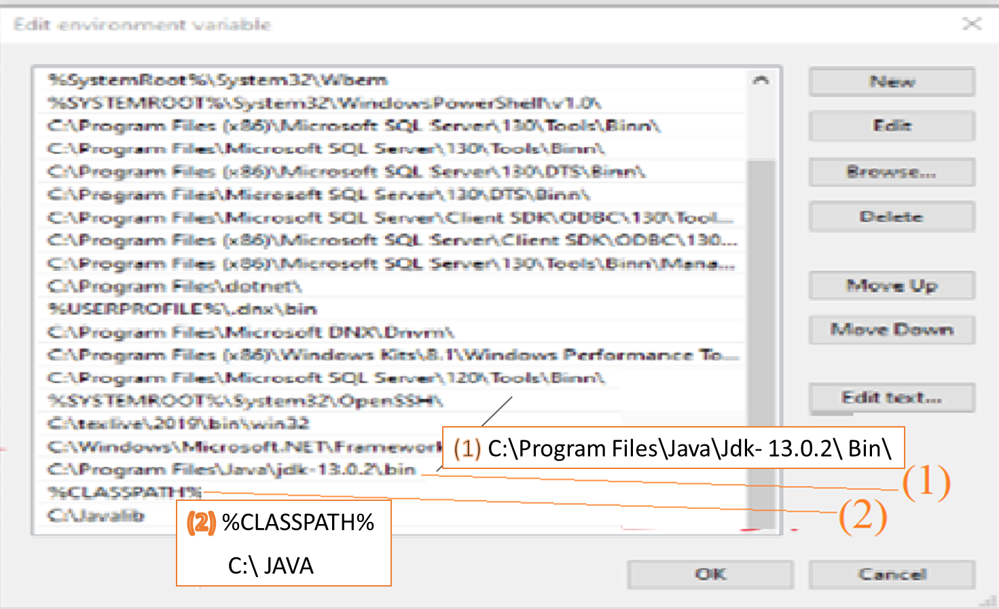 Edit environment variable
%SystemRoot%\System32\Wbem
New
%SYSTEMROOT%\System32\WindowsPowerShell\v1.0\
C:\Program Files (x86)\Microsoft SQL Server\130\Tools\Binn\
Edit
C:\Program Files\Microsoft SQL Server\130\Tools\Binn\
C:\Program Files (x86)\Microsoft SQL Server\130\DTS\Binn\
Browse...
C:\Program Files\Microsoft SQL Server\130\DTS\Binn\
C:\Program Files\Microsoft SQL Server\Client SDK\ODBC\130\Tool...
Delete
C:\Program Files (x86)\Microsoft SQL Server\Client SDK\ODBC\130...
C:\Program Files (x86)\Microsoft SQL Server\130\Tools\Binn\Mana...
C:\Program Files\dotnet\
Move Up
%USERPROFILE%\.dnx\bin
C:\Program Files\Microsoft DNX\Dnvm\
Move Down
C:\Program Files (x86)\Windows Kits\8.1\Windows Performance To...
C:\Program Files\Microsoft SQL Server\120\Tools\Binn\
%SYSTEMROOT%\System32\OpenSSH\
Edit text...
C:\texlive\2019\bin\win32
C:\Windows\Microsoft.NET\Framework
(1) C:\Program Files\Java\Jdk- 13.0.2\ Bin\
C:\Program Files\Java\jdk-13.0.2\bin
(1)
%CLASSPATH%
(2)
C:\Javalib
(2) %CLASSPATH%
C:\ JAVA
OK
Cancel